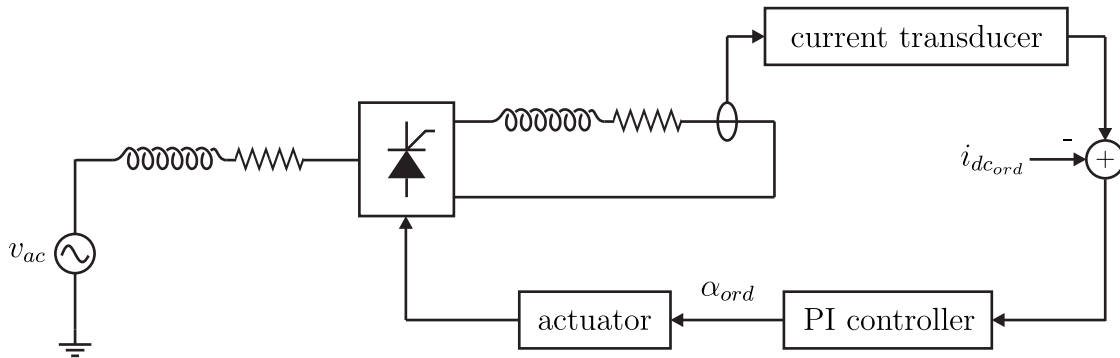 current transducer
i_{dc_{ord}}
-
+
v_{ac}
α_{ord}
actuator
PI controller